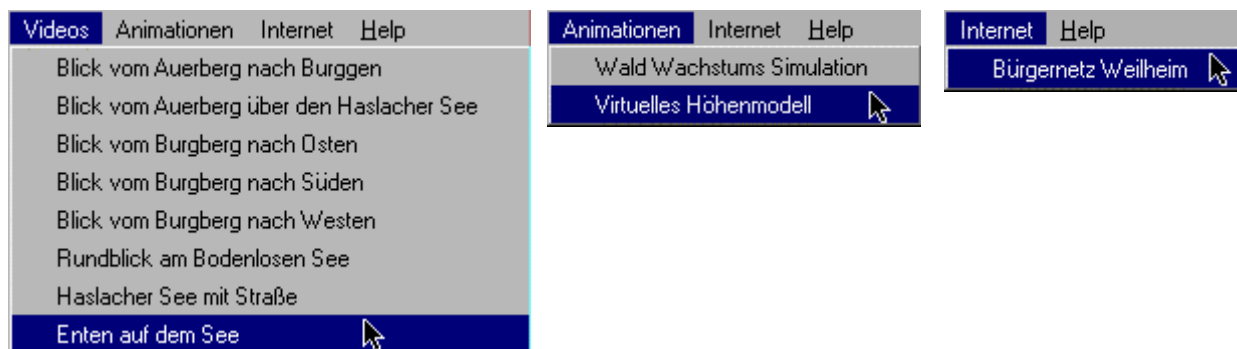 Videos Animationen Internet Help
Blick vom Auerberg nach Burggen
Blick vom Auerberg über den Haslacher See
Blick vom Burgberg nach Osten
Blick vom Burgberg nach Süden
Blick vom Burgberg nach Westen
Rundblick am Bodenlosen See
Haslacher See mit Straße
Enten auf dem See
Animationen Internet Help
Wald Wachstums Simulation
Virtuelles Höhenmodell
Internet Help
Bürgernetz Weilheim